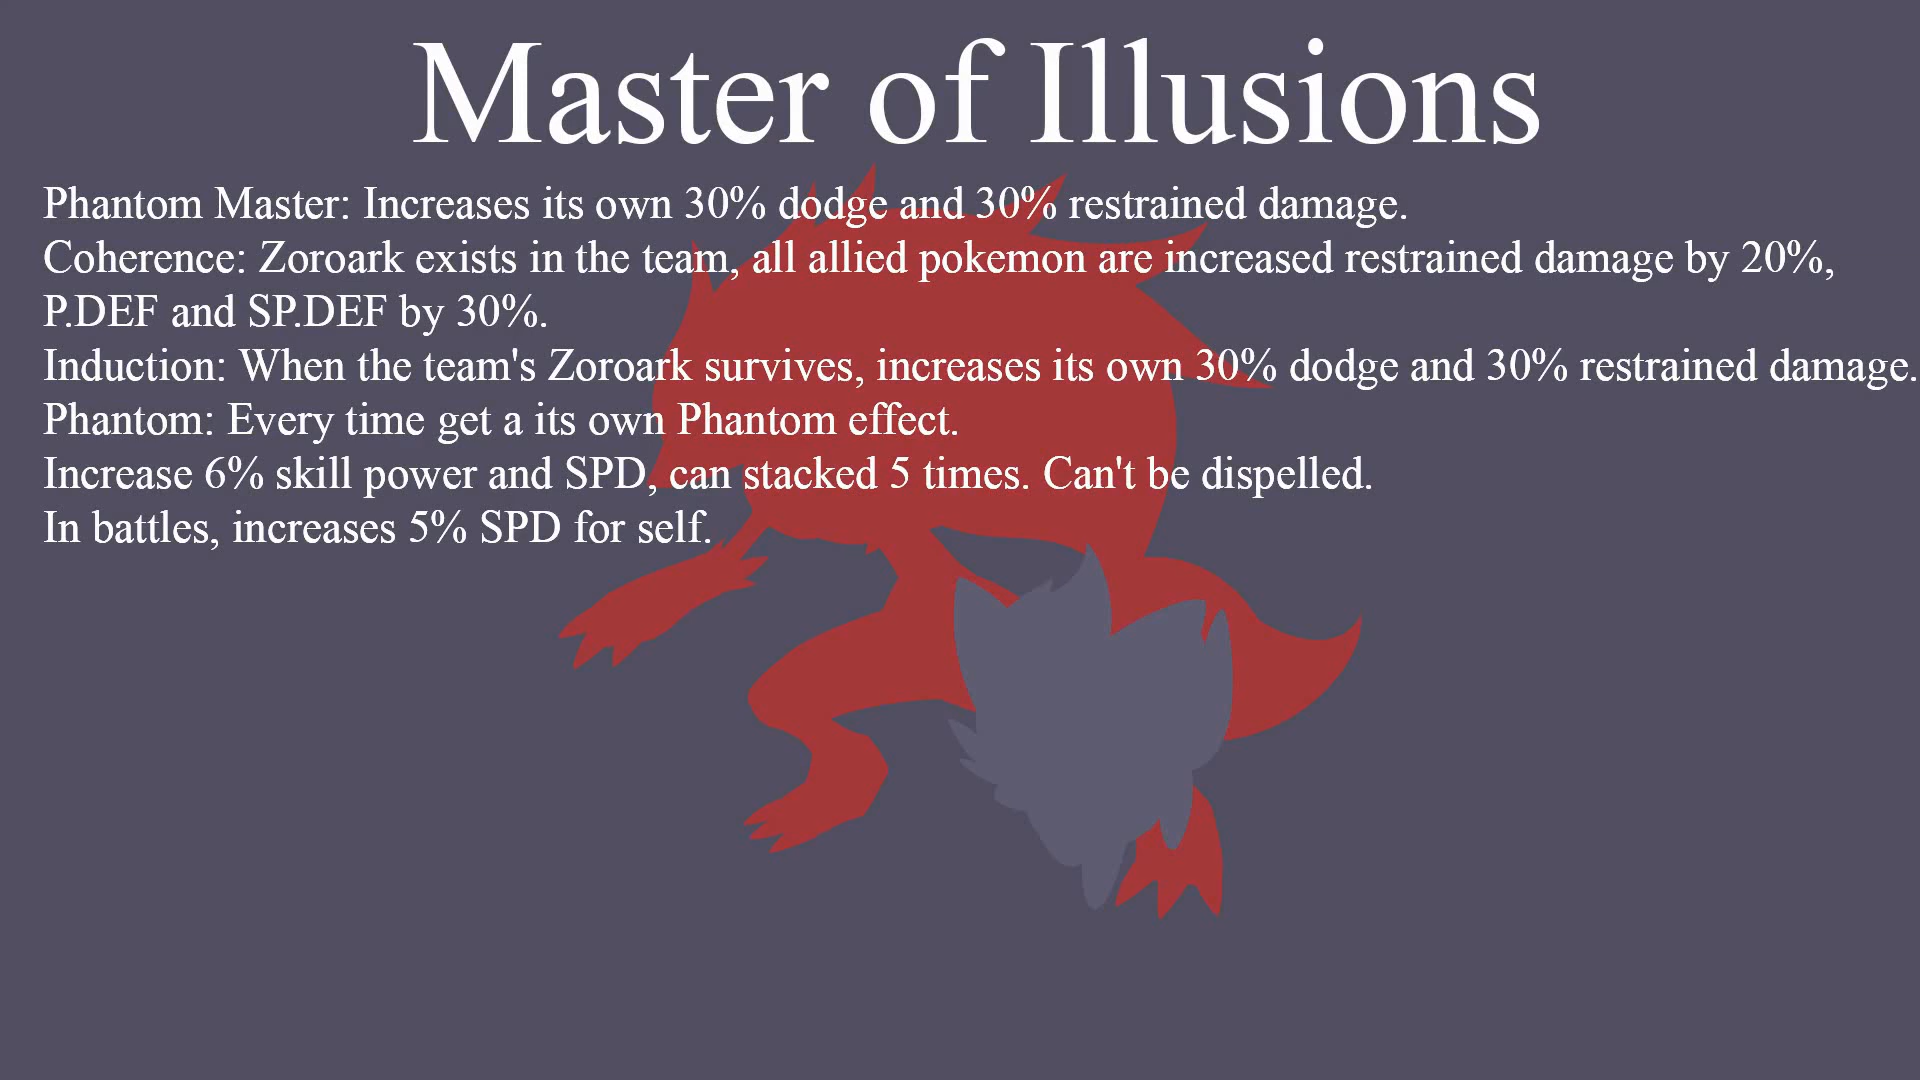 Master of Illusions
Phantom Master: Increases its own 30% dodge and 30% restrained damage.
Coherence: Zoroark exists in the team, all allied pokemon are increased restrained damage by 20%,
P.DEF and SP.DEF by 30%.
Induction: When the team's Zoroark survives, increases its own 30% dodge and 30% restrained damage.
Phantom: Every time get a its own Phantom effect.
Increase 6% skill power and SPD, can stacked 5 times. Can't be dispelled.
In battles, increases 5% SPD for self.